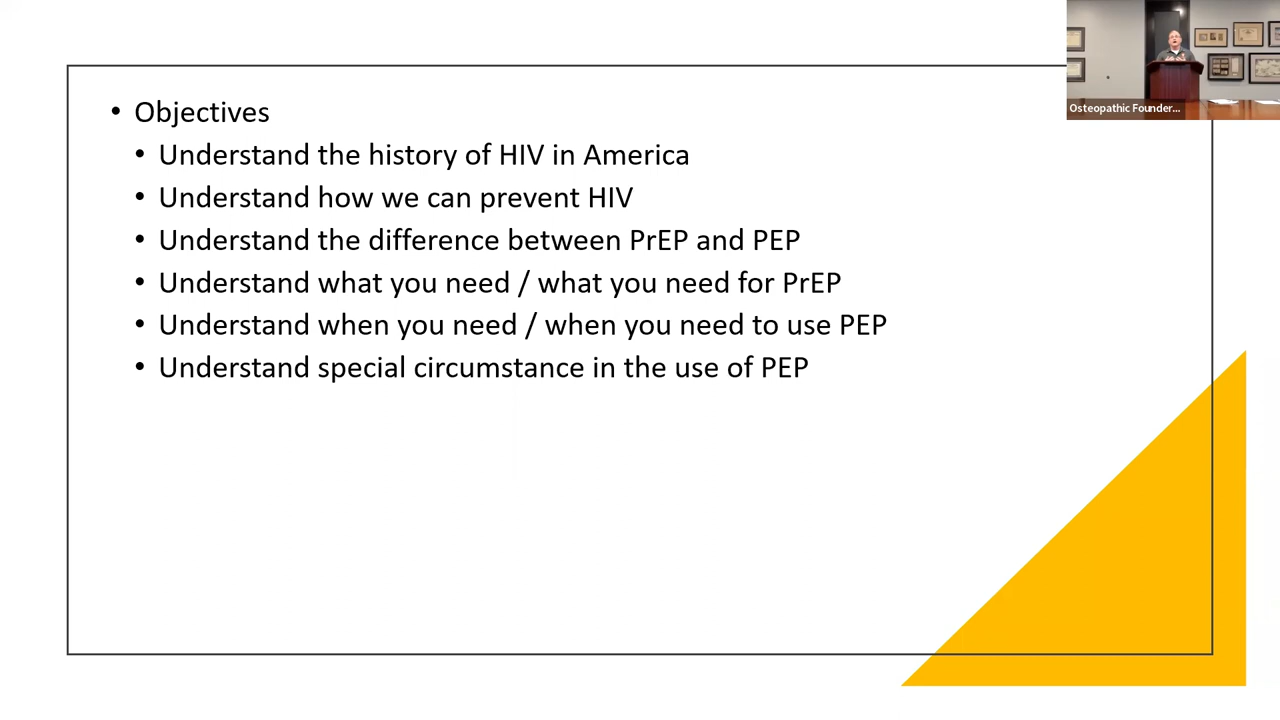 • Objectives
• Understand the history of HIV in America
• Understand how we can prevent HIV
• Understand the difference between PrEP and PEP
• Understand what you need / what you need for PrEP
• Understand when you need / when you need to use PEP
• Understand special circumstance in the use of PEP
Osteopathic Founder...